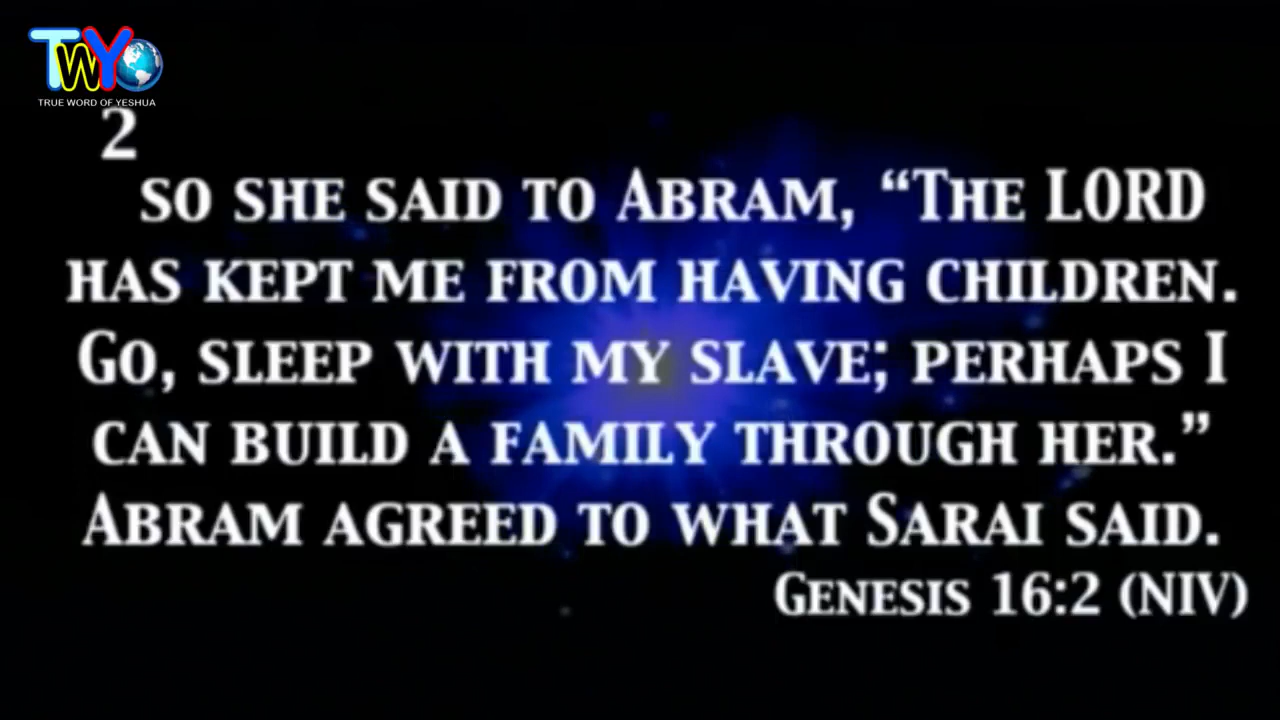 TWY
TRUE WORD OF YESHUA
2
SO SHE SAID TO ABRAM, “THE LORD
HAS KEPT ME FROM HAVING CHILDREN.
GO, SLEEP WITH MY SLAVE; PERHAPS I
CAN BUILD A FAMILY THROUGH HER.”
ABRAM AGREED TO WHAT SARAI SAID.
GENESIS 16:2 (NIV)